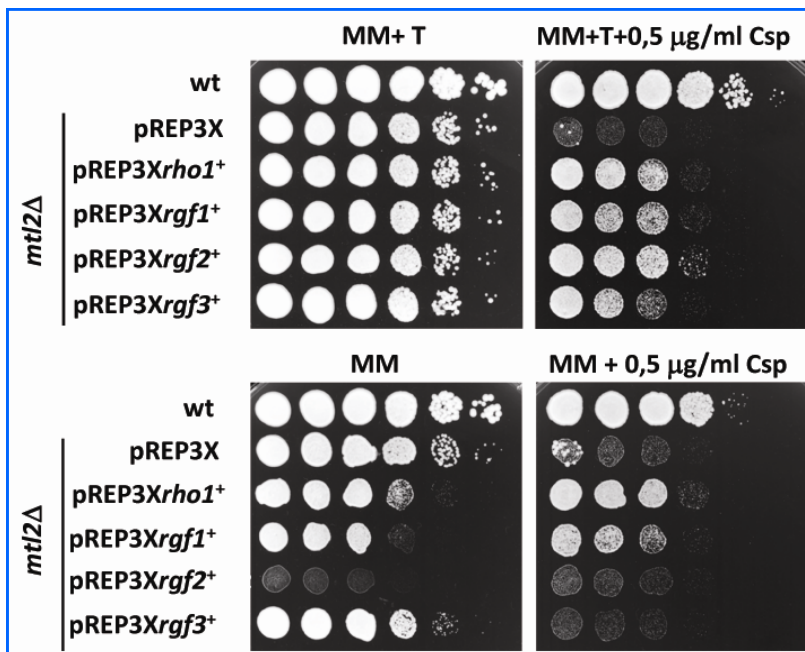 MM+ T
MM+T+0,5 µg/ml Csp
wt
pREP3X
pREP3Xrho1⁺
pREP3Xrgf1⁺
pREP3Xrgf2⁺
pREP3Xrgf3⁺
mtl2Δ
MM
MM + 0,5 µg/ml Csp
wt
pREP3X
pREP3Xrho1⁺
pREP3Xrgf1⁺
pREP3Xrgf2⁺
pREP3Xrgf3⁺
mtl2Δ